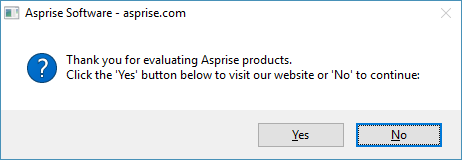 Asprise Software - asprise.com
Thank you for evaluating Asprise products.
Click the 'Yes' button below to visit our website or 'No' to continue:
Yes
No